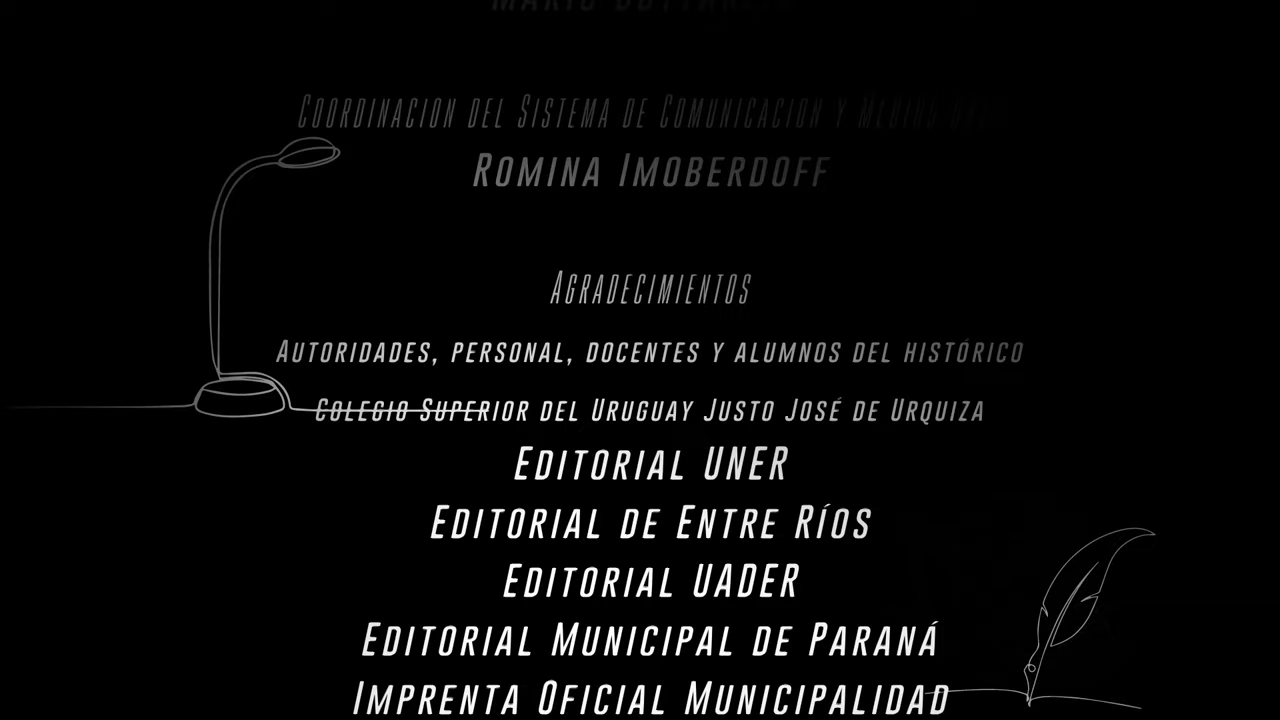 COORDINACION DEL SISTEMA DE COMUNICACION Y
ROMINA IMOBERDOFF
AGRADECIMIENTOS
AUTORIDADES, PERSONAL, DOCENTES Y ALUMNOS DEL HISTÓRICO
COLEGIO SUPERIOR DEL URUGUAY JUSTO JOSÉ DE URQUIZA
EDITORIAL UNER
EDITORIAL DE ENTRE RÍOS
EDITORIAL UADER
EDITORIAL MUNICIPAL DE PARANÁ
IMPRENTA OFICIAL MUNICIPALIDAD